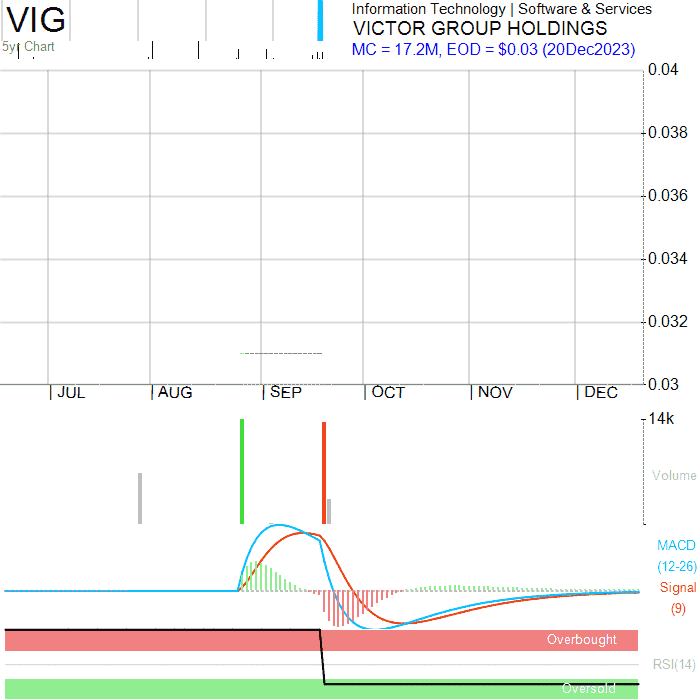 VIG
5yr Chart
Information Technology | Software & Services
VICTOR GROUP HOLDINGS
MC = 17.2M, EOD = $0.03 (20Dec2023)
0.04
0.038
0.036
0.034
0.032
0.03
JUL
AUG
SEP
OCT
NOV
DEC
14k
Volume
MACD
(12-26)
Signal
(9)
Overbought
RSI(14)
Oversold